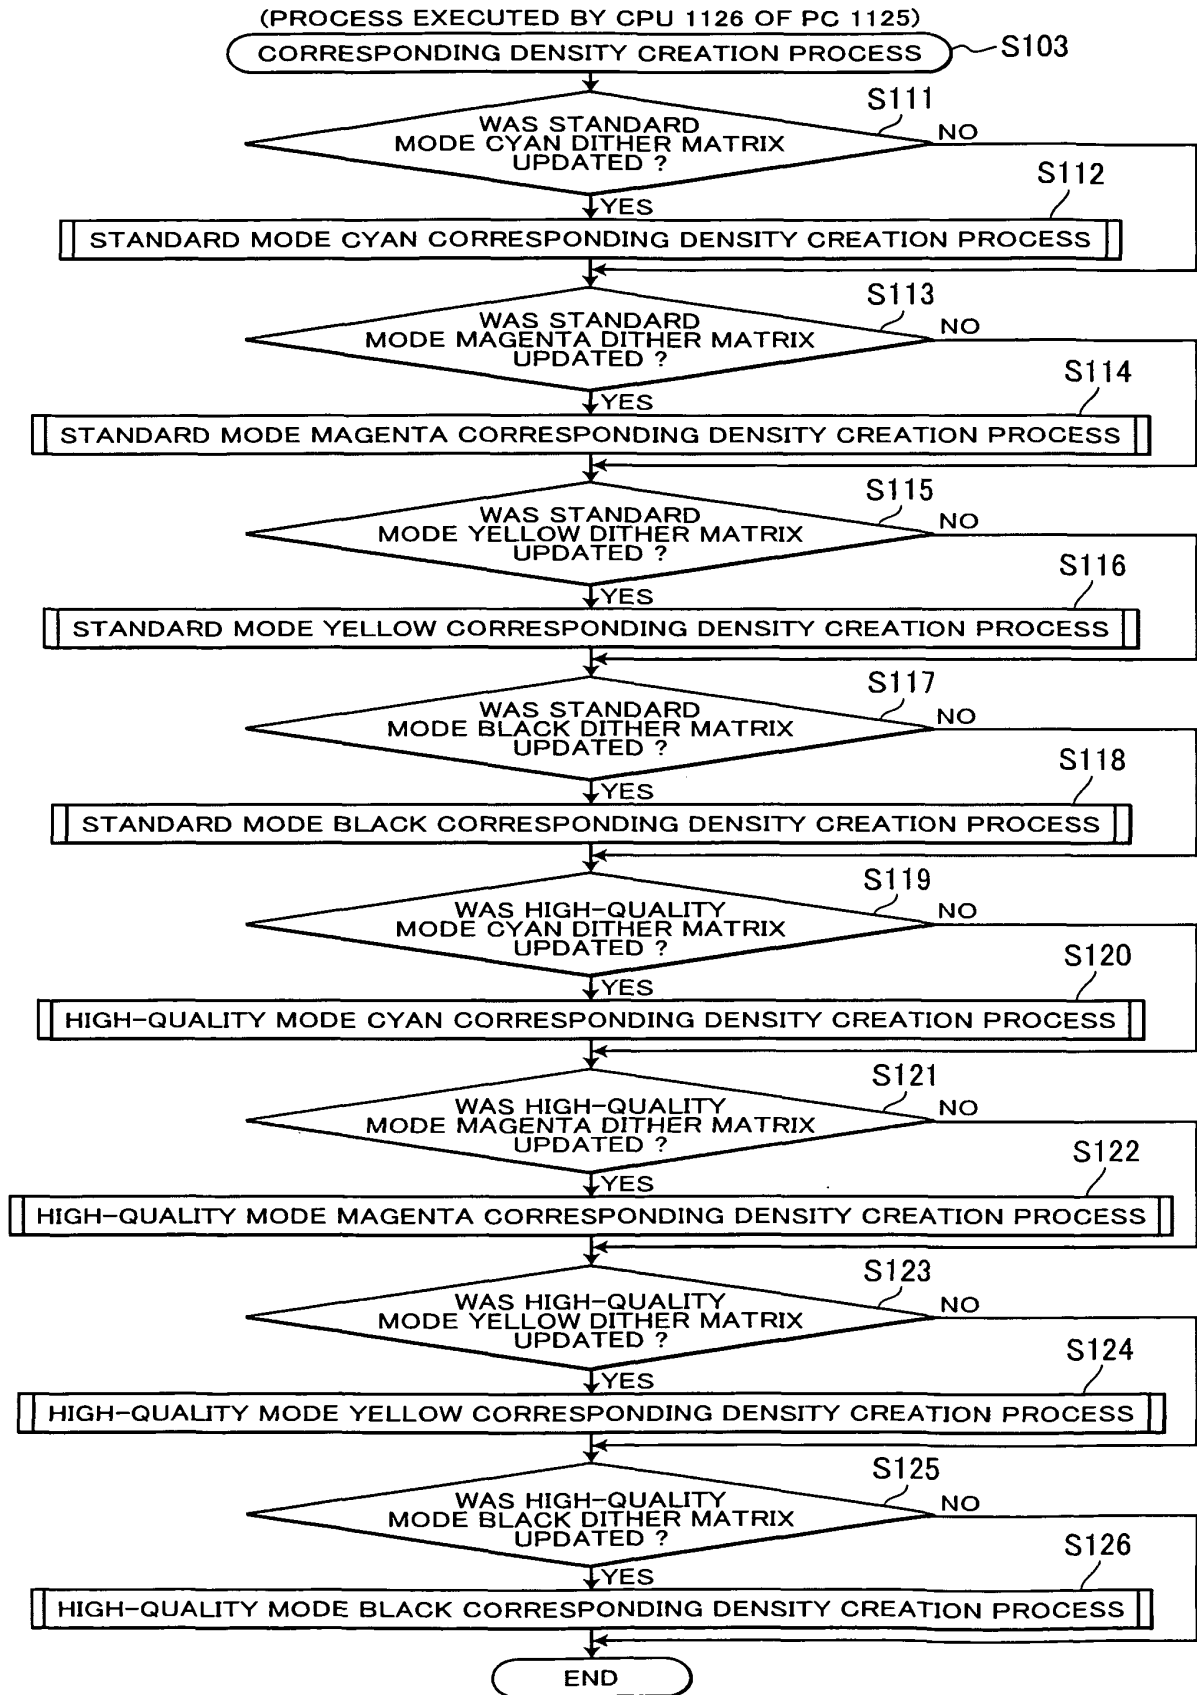 (PROCESS EXECUTED BY CPU 1126 OF PC 1125)
CORRESPONDING DENSITY CREATION PROCESS
S103
S111
WAS STANDARD
MODE CYAN DITHER MATRIX
UPDATED ?
NO
YES
S112
STANDARD MODE CYAN CORRESPONDING DENSITY CREATION PROCESS
S113
WAS STANDARD
MODE MAGENTA DITHER MATRIX
UPDATED ?
NO
YES
S114
STANDARD MODE MAGENTA CORRESPONDING DENSITY CREATION PROCESS
S115
WAS STANDARD
MODE YELLOW DITHER MATRIX
UPDATED ?
NO
YES
S116
STANDARD MODE YELLOW CORRESPONDING DENSITY CREATION PROCESS
S117
WAS STANDARD
MODE BLACK DITHER MATRIX
UPDATED ?
NO
YES
S118
STANDARD MODE BLACK CORRESPONDING DENSITY CREATION PROCESS
S119
WAS HIGH-QUALITY
MODE CYAN DITHER MATRIX
UPDATED ?
NO
YES
S120
HIGH-QUALITY MODE CYAN CORRESPONDING DENSITY CREATION PROCESS
S121
WAS HIGH-QUALITY
MODE MAGENTA DITHER MATRIX
UPDATED ?
NO
YES
S122
HIGH-QUALITY MODE MAGENTA CORRESPONDING DENSITY CREATION PROCESS
S123
WAS HIGH-QUALITY
MODE YELLOW DITHER MATRIX
UPDATED ?
NO
YES
S124
HIGH-QUALITY MODE YELLOW CORRESPONDING DENSITY CREATION PROCESS
S125
WAS HIGH-QUALITY
MODE BLACK DITHER MATRIX
UPDATED ?
NO
YES
S126
HIGH-QUALITY MODE BLACK CORRESPONDING DENSITY CREATION PROCESS
END